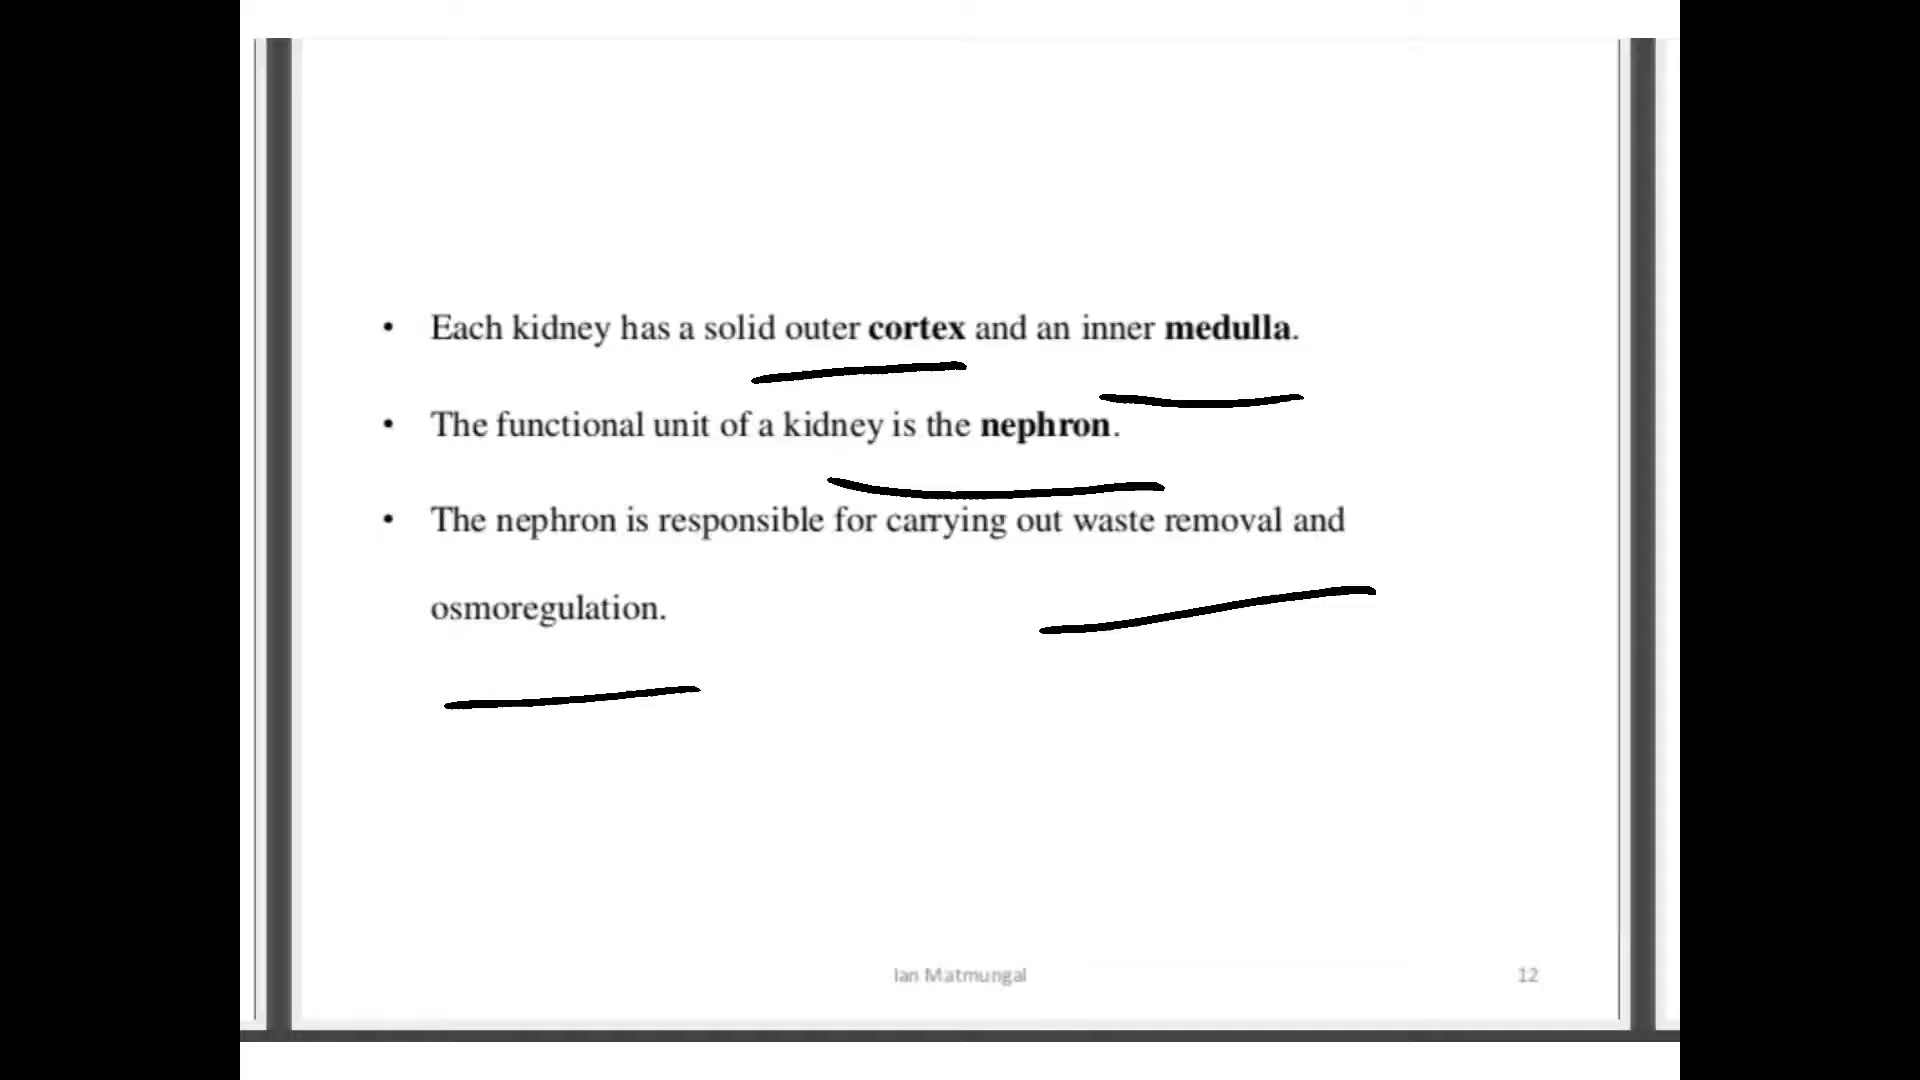 • Each kidney has a solid outer cortex and an inner medulla.
• The functional unit of a kidney is the nephron.
• The nephron is responsible for carrying out waste removal and
osmoregulation.
Ian Matmungal
12